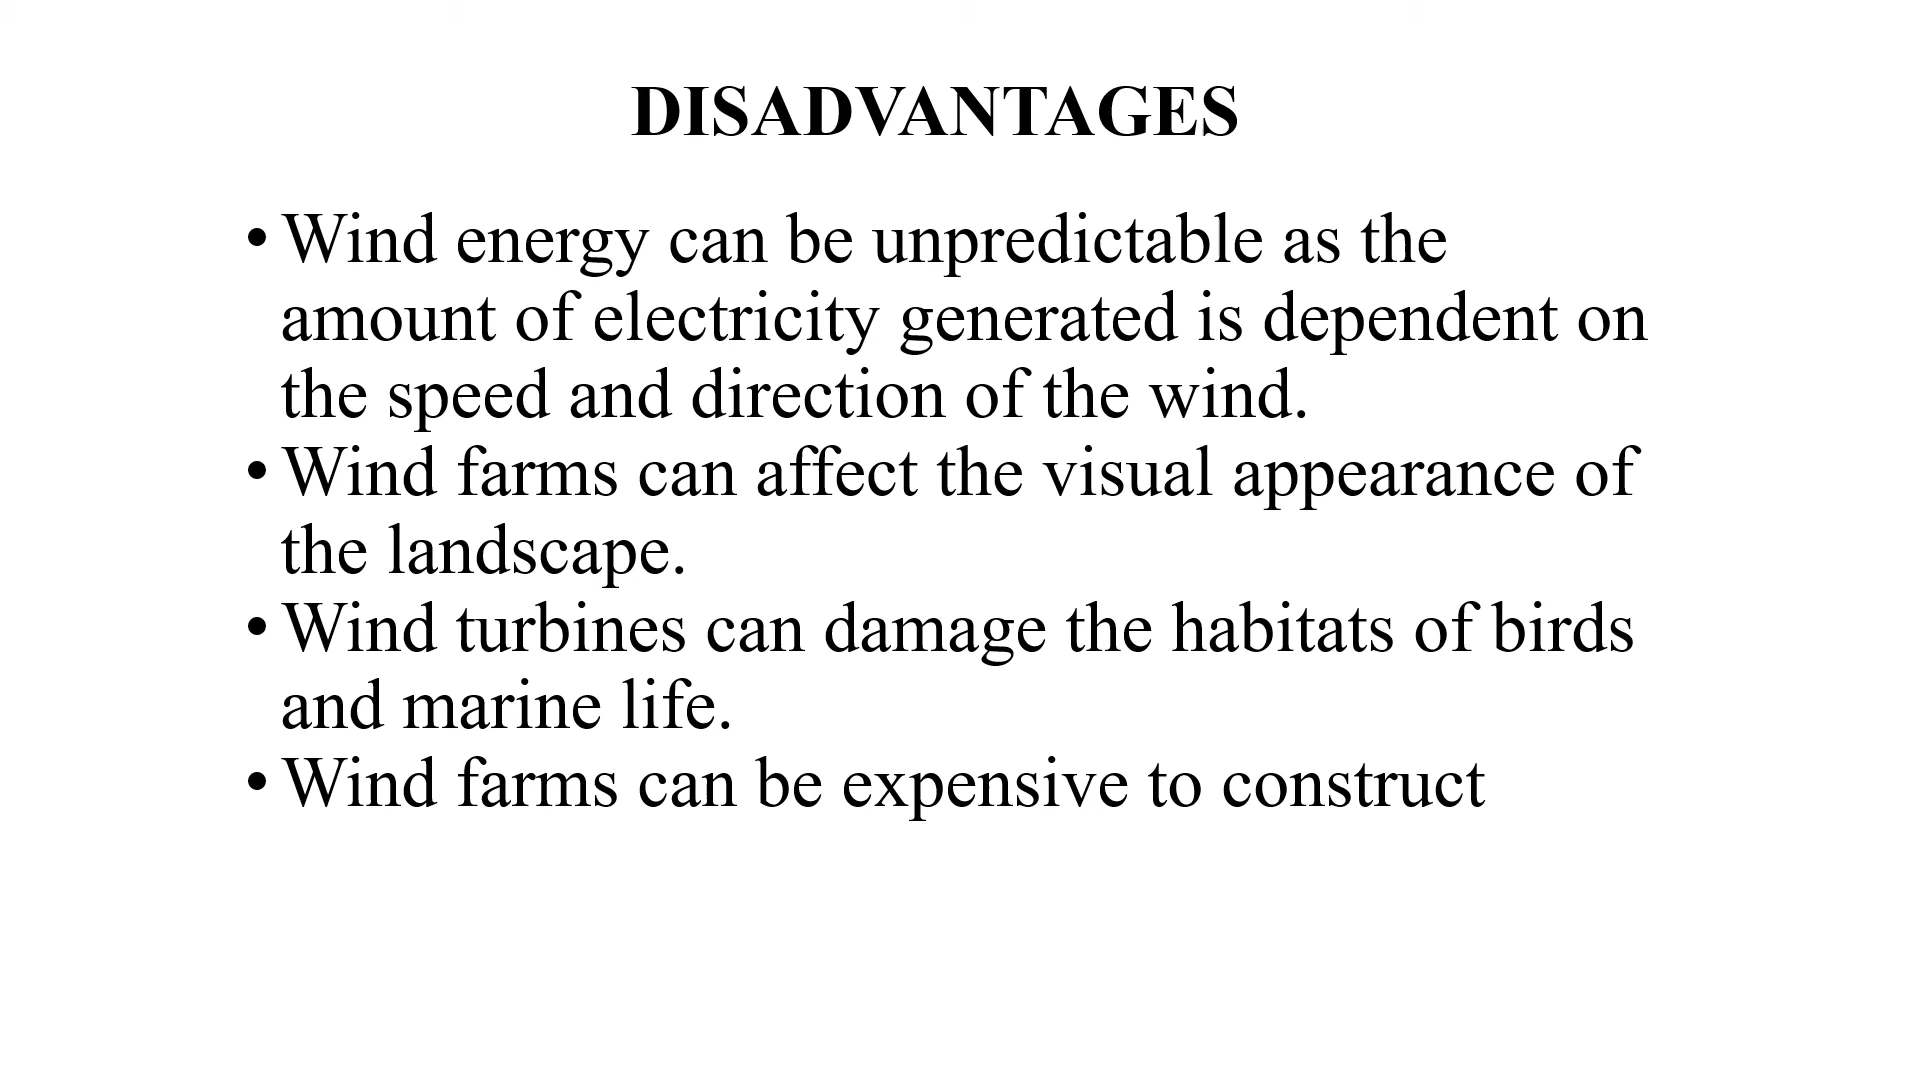 DISADVANTAGES
• Wind energy can be unpredictable as the
amount of electricity generated is dependent on
the speed and direction of the wind.
• Wind farms can affect the visual appearance of
the landscape.
• Wind turbines can damage the habitats of birds
and marine life.
• Wind farms can be expensive to construct